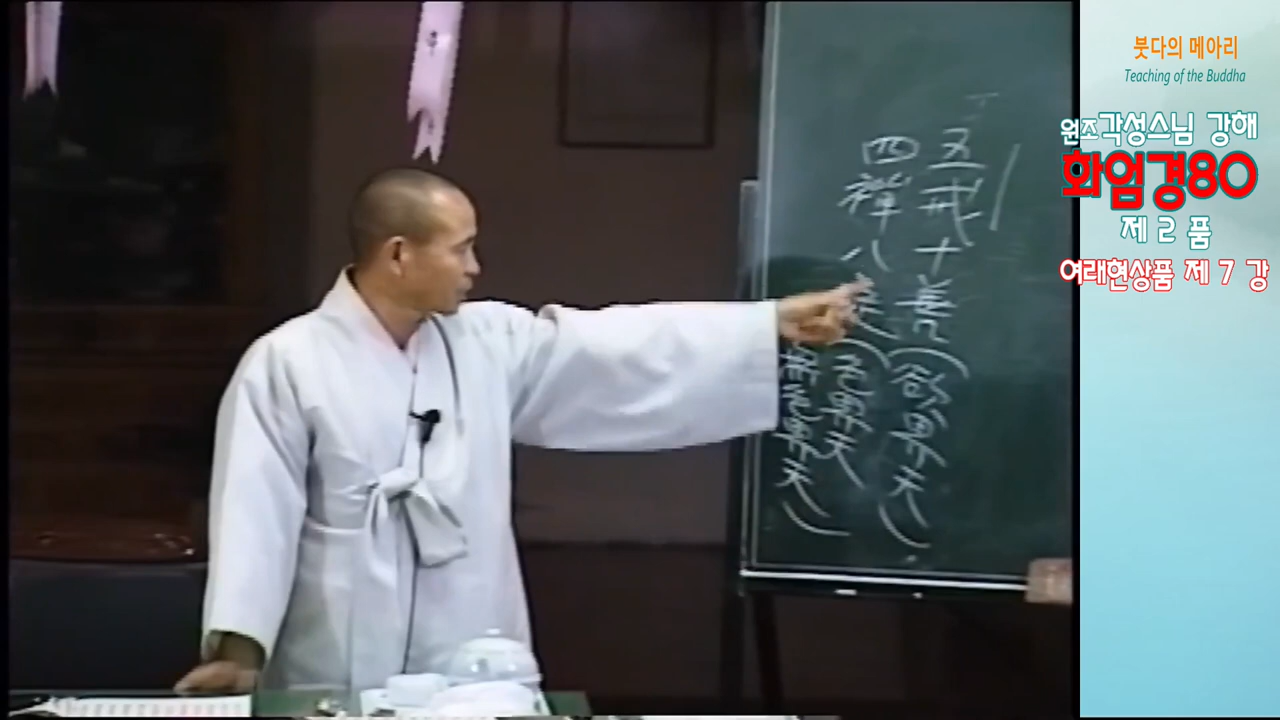 五戒十善(欲界天)
四禪八定(色界天
無色界天)
붓다의 메아리
Teaching of the Buddha
원조각성스님 강해
화엄경80
제 2 품
여래현상품 제 7 강